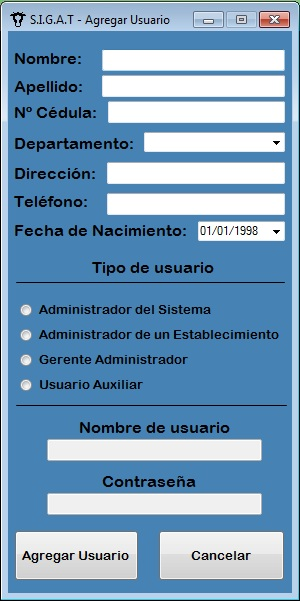 S.I.G.A.T - Agregar Usuario
Nombre:
Apellido:
Nº Cédula:
Departamento:
Dirección:
Teléfono:
Fecha de Nacimiento: 01/01/1998
Tipo de usuario
Administrador del Sistema
Administrador de un Establecimiento
Gerente Administrador
Usuario Auxiliar
Nombre de usuario
Contraseña
Agregar Usuario Cancelar